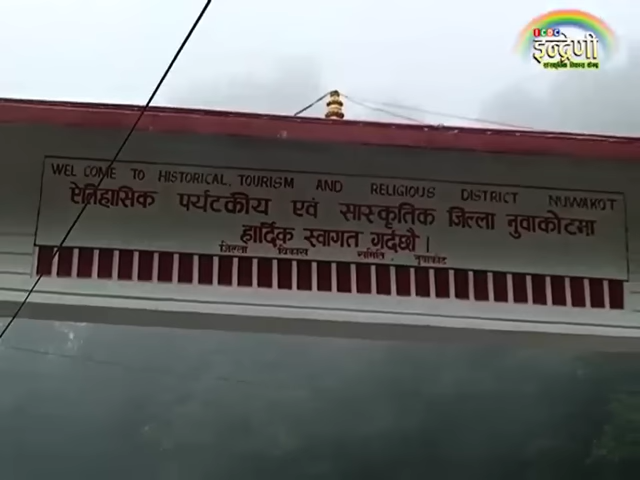 ICDC
इन्द्रेणी
WEL COME TO HISTORICAL, TOURISM AND RELIGIOUS DISTRICT NUWAKOT
ऐतिहासिक पर्यटकीय एवं सास्कृतिक जिल्ला नुवाकोटमा
हार्दिक स्वागत गर्दछौ ।
जिल्ला विकास समिति, नुवाकोट